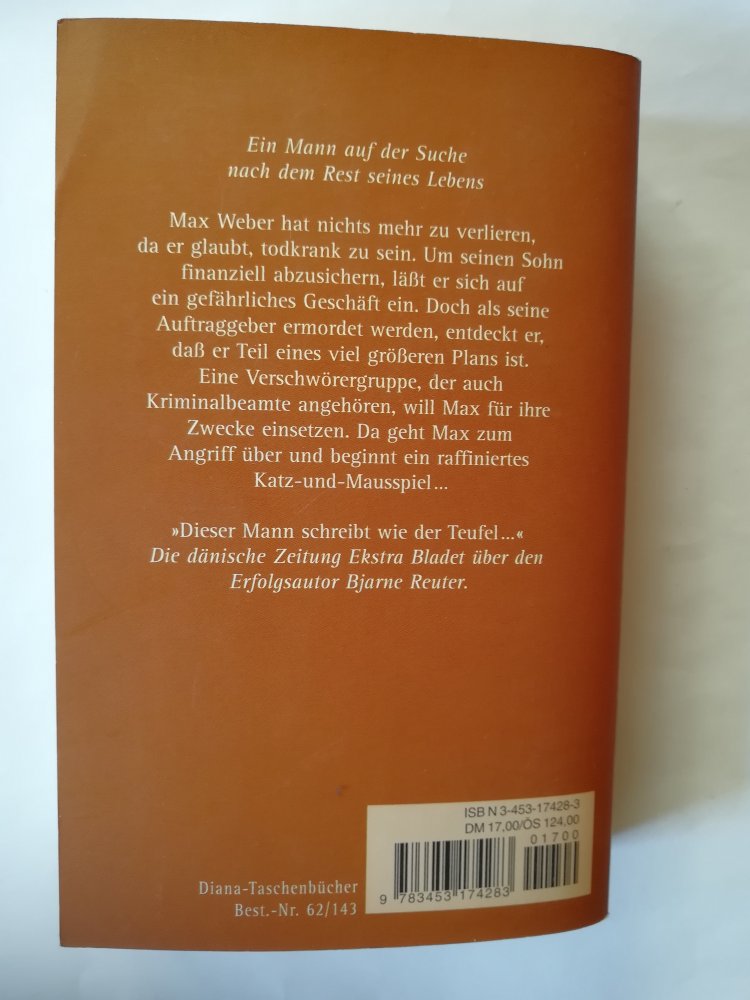 Ein Mann auf der Suche
nach dem Rest seines Lebens
Max Weber hat nichts mehr zu verlieren,
da er glaubt, todkrank zu sein. Um seinen Sohn
finanziell abzusichern, läßt er sich auf
ein gefährliches Geschäft ein. Doch als seine
Auftraggeber ermordet werden, entdeckt er,
daß er Teil eines viel größeren Plans ist.
Eine Verschwörergruppe, der auch
Kriminalbeamte angehören, will Max für ihre
Zwecke einsetzen. Da geht Max zum
Angriff über und beginnt ein raffiniertes
Katz-und-Mausspiel...
»Dieser Mann schreibt wie der Teufel...«
Die dänische Zeitung Ekstra Bladet über den
Erfolgsautor Bjarne Reuter.
ISBN 3-453-17428-3
DM 17,00/ÖS 124,00
01700
9 783453 174283
Diana-Taschenbücher
Best.-Nr. 62/143